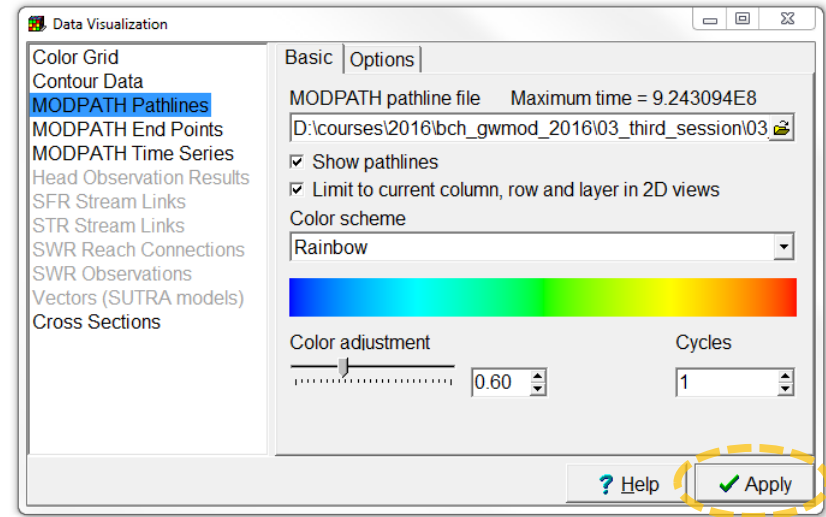 Data Visualization
Color Grid
Contour Data
MODPATH Pathlines
MODPATH End Points
MODPATH Time Series
Head Observation Results
SFR Stream Links
STR Stream Links
SWR Reach Connections
SWR Observations
Vectors (SUTRA models)
Cross Sections
Basic Options
MODPATH pathline file Maximum time = 9.243094E8
D:\courses\2016\bch_gwmod_2016\03_third_session\03_
Show pathlines
Limit to current column, row and layer in 2D views
Color scheme
Rainbow
Color adjustment Cycles
0.60 1
? Help Apply